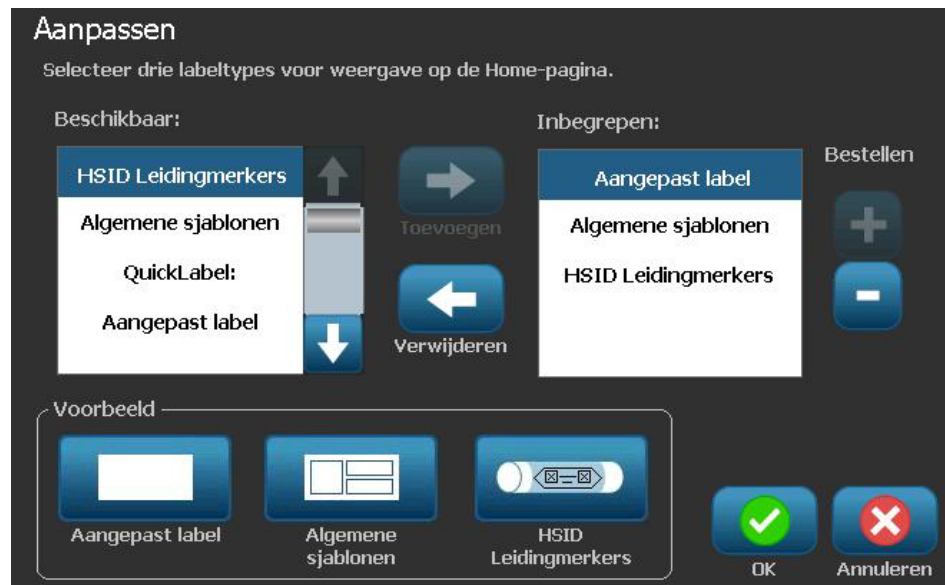 Aanpassen
Selecteer drie labeltypes voor weergave op de Home-pagina.
Beschikbaar:
HSID Leidingmerkers
Algemene sjablonen
QuickLabel:
Aangepast label
Toevoegen
Verwijderen
Inbegrepen:
Aangepast label
Algemene sjablonen
HSID Leidingmerkers
Bestellen
Voorbeeld
Aangepast label
Algemene
sjablonen
HSID
Leidingmerkers
OK
Annuleren